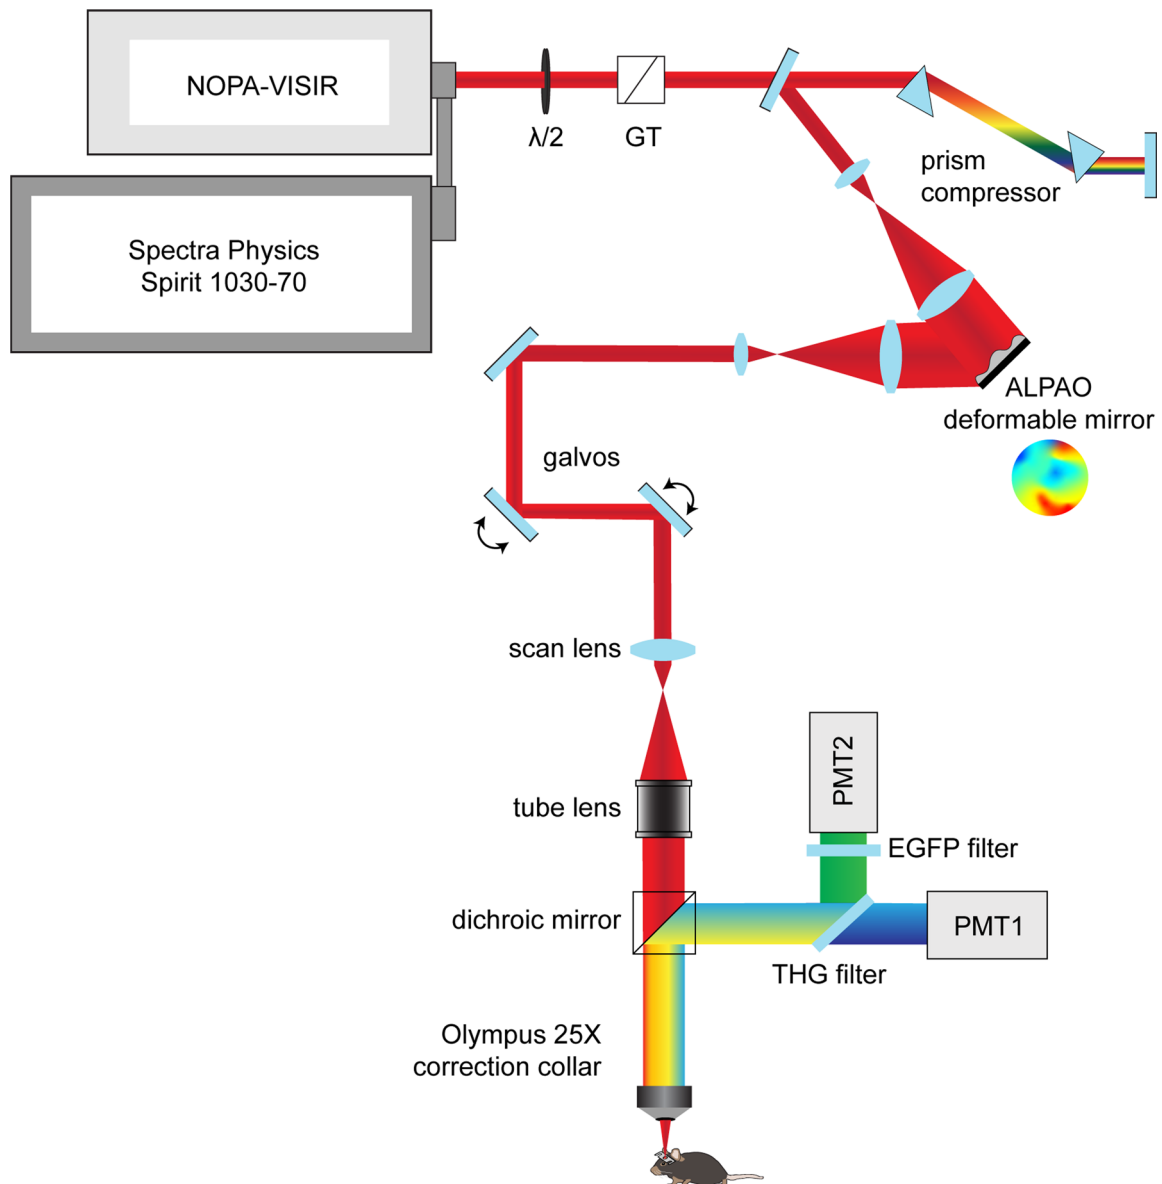 NOPA-VISIR
λ/2
GT
prism
compressor
Spectra Physics
Spirit 1030-70
ALPAO
deformable mirror
galvos
scan lens
PMT2
tube lens
EGFP filter
dichroic mirror
PMT1
THG filter
Olympus 25X
correction collar